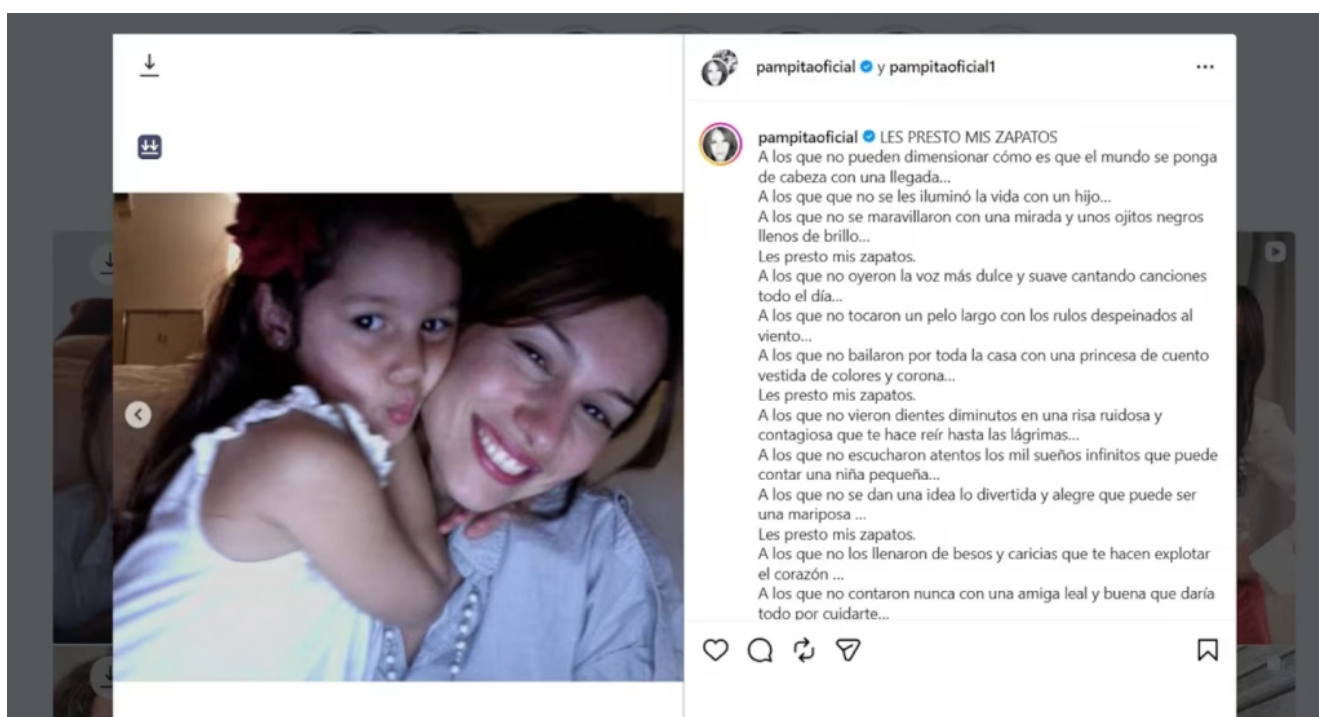 pampitaoficial y pampitaoficial1
pampitaoficial LES PRESTO MIS ZAPATOS
A los que no pueden dimensionar cómo es que el mundo se ponga
de cabeza con una llegada...
A los que que no se les iluminó la vida con un hijo...
A los que no se maravillaron con una mirada y unos ojitos negros
llenos de brillo...
Les presto mis zapatos.
A los que no oyeron la voz más dulce y suave cantando canciones
todo el día...
A los que no tocaron un pelo largo con los rulos despeinados al
viento...
A los que no bailaron por toda la casa con una princesa de cuento
vestida de colores y corona...
Les presto mis zapatos.
A los que no vieron dientes diminutos en una risa ruidosa y
contagiosa que te hace reír hasta las lágrimas...
A los que no escucharon atentos los mil sueños infinitos que puede
contar una niña pequeña...
A los que no se dan una idea lo divertida y alegre que puede ser
una mariposa ...
Les presto mis zapatos.
A los que no los llenaron de besos y caricias que te hacen explotar
el corazón ...
A los que no contaron nunca con una amiga leal y buena que daría
todo por cuidarte...